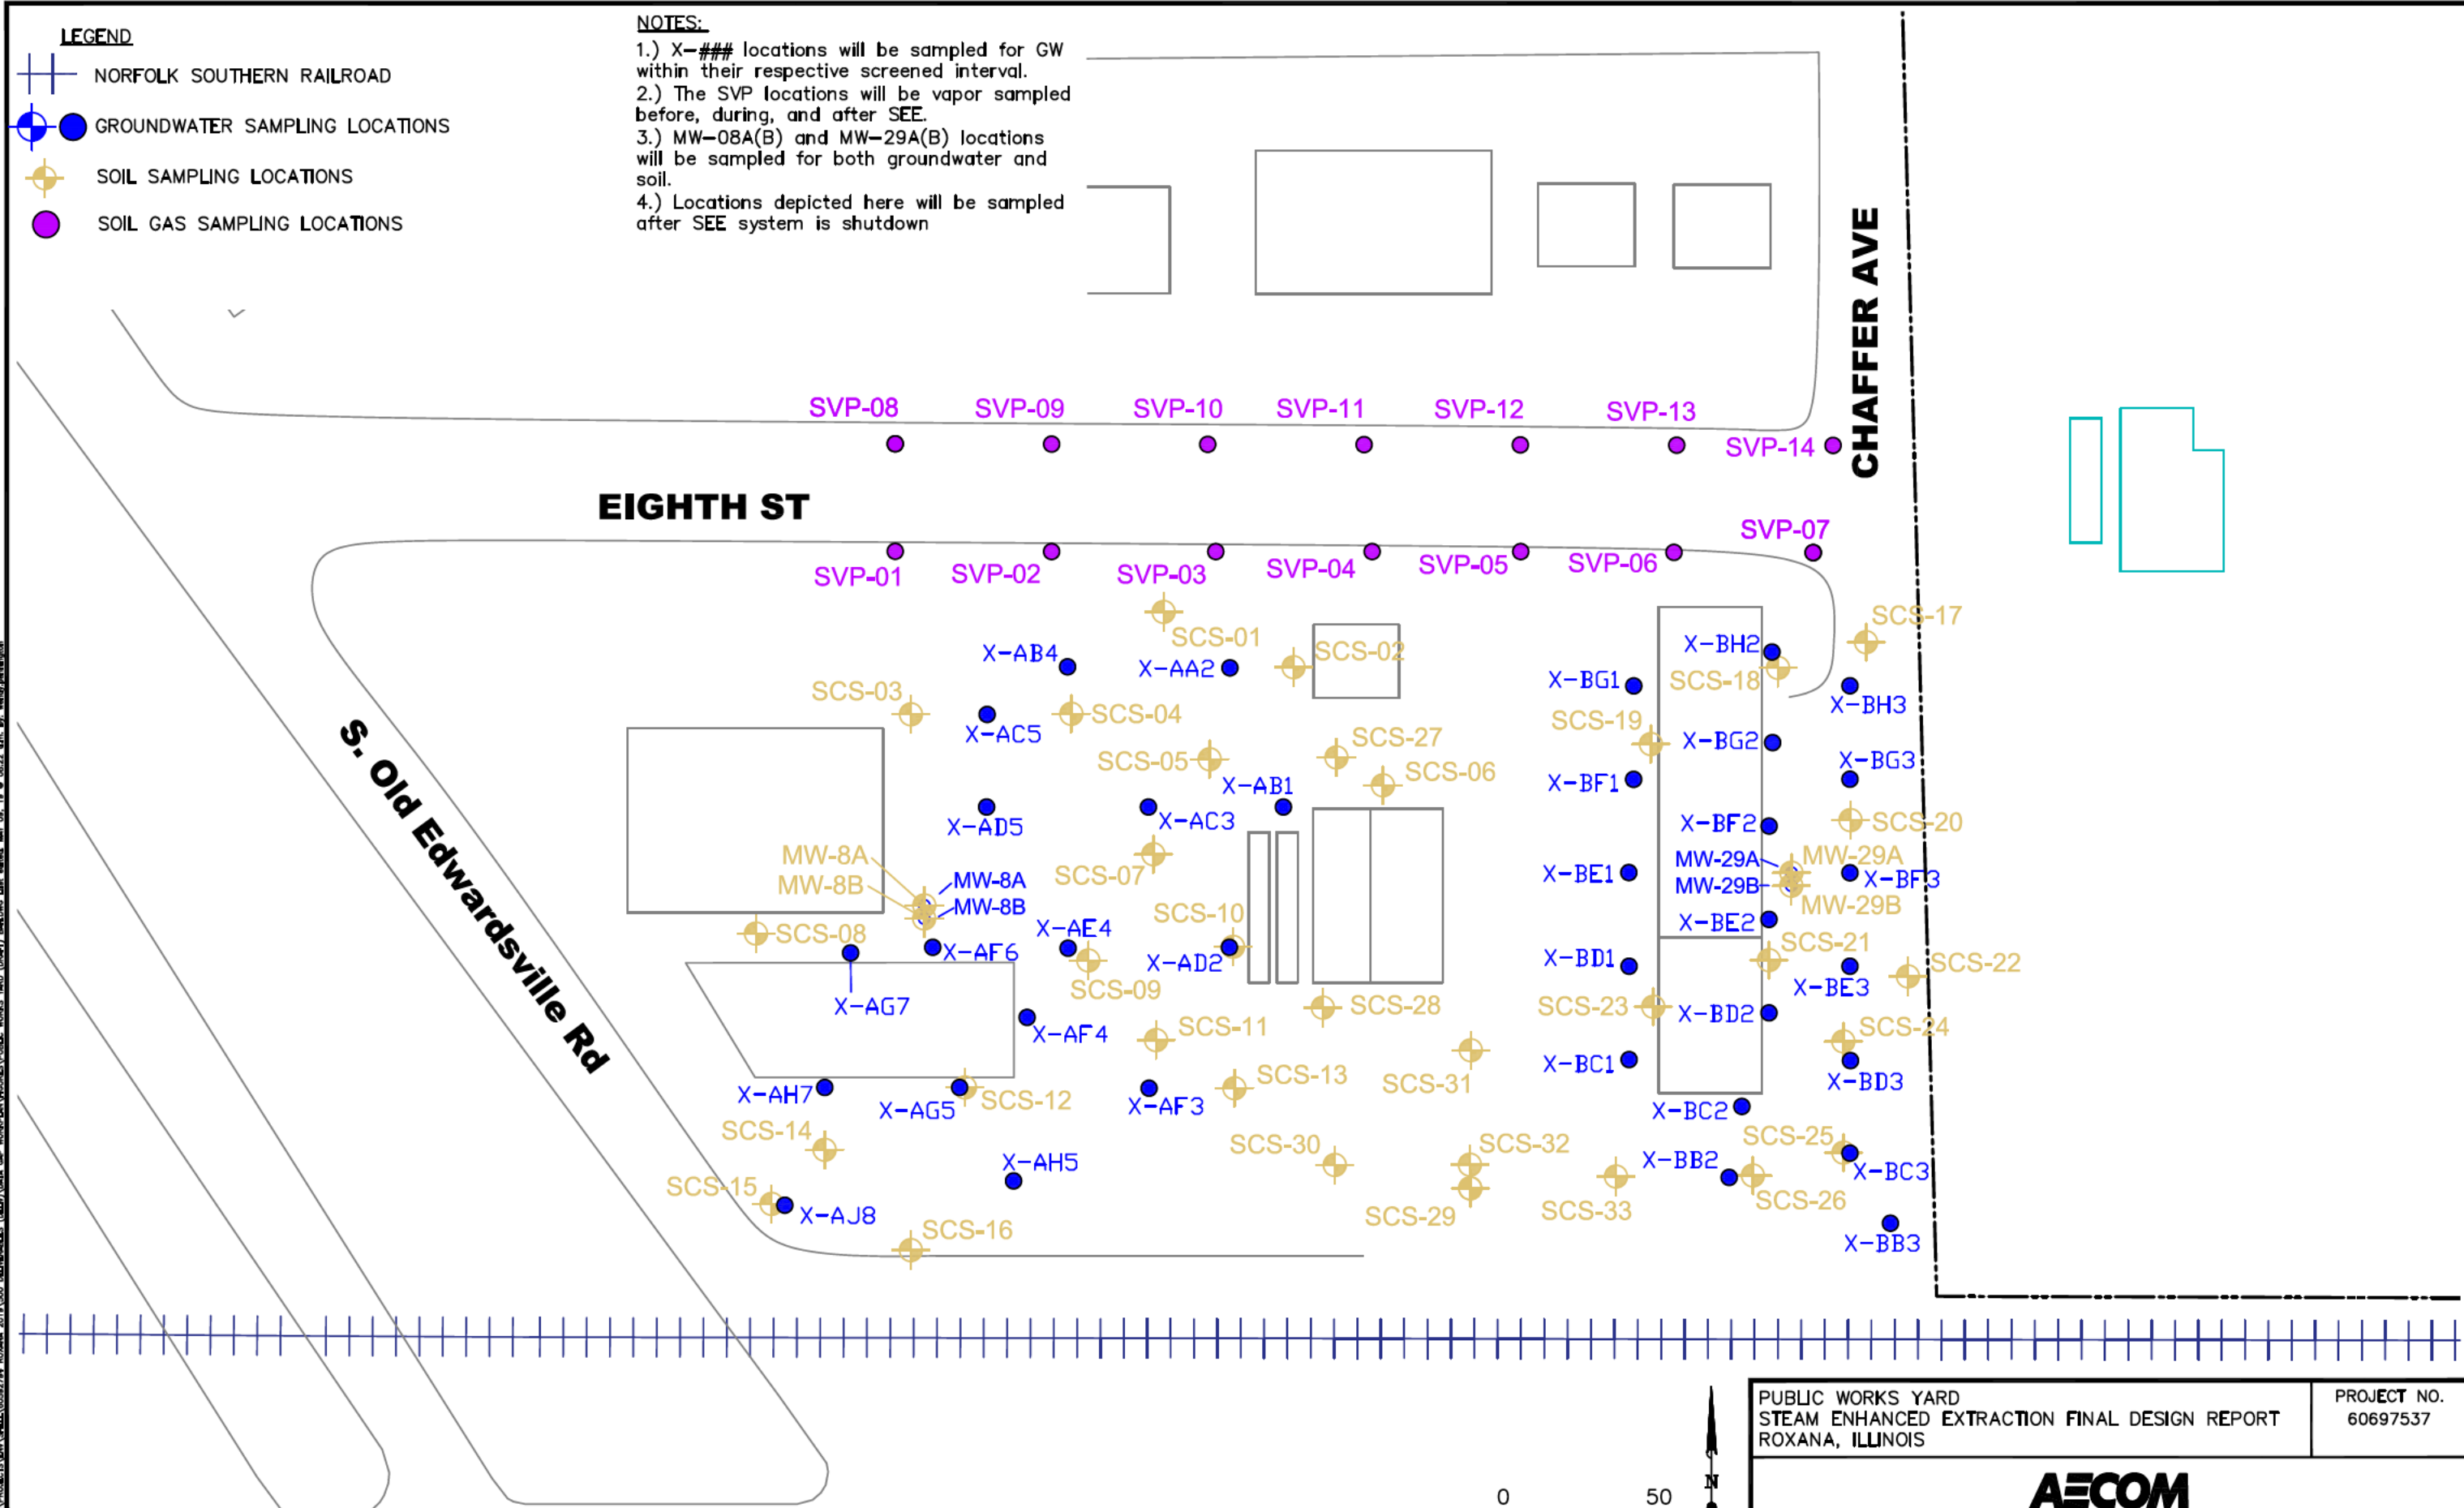 LEGEND
NORFOLK SOUTHERN RAILROAD
GROUNDWATER SAMPLING LOCATIONS
SOIL SAMPLING LOCATIONS
SOIL GAS SAMPLING LOCATIONS
NOTES:
1.) X-### locations will be sampled for GW
within their respective screened interval.
2.) The SVP locations will be vapor sampled
before, during, and after SEE.
3.) MW-08A(B) and MW-29A(B) locations
will be sampled for both groundwater and
soil.
4.) Locations depicted here will be sampled
after SEE system is shutdown
CHAFFER AVE
SVP-08
SVP-09
SVP-10
SVP-11
SVP-12
SVP-13
SVP-14
EIGHTH ST
SVP-07
SVP-01
SVP-02
SVP-03
SVP-04
SVP-05
SVP-06
SCS-17
SCS-01
X-AB4
X-AA2
SCS-02
X-BH2
X-BG1
SCS-18
SCS-03
X-BH3
SCS-04
X-AC5
SCS-19
SCS-27
X-BG2
S. Old Edwardsville Rd
SCS-05
SCS-06
X-BG3
X-AB1
X-BF1
X-AD5
X-AC3
X-BF2
SCS-20
MW-8A
MW-8B
MW-8A
MW-8B
SCS-07
X-BE1
MW-29A
MW-29B
MW-29A
MW-29B
X-BF3
SCS-10
SCS-08
X-AF6
X-AE4
X-BE2
SCS-21
X-AD2
X-BD1
SCS-22
SCS-09
X-BE3
X-AG7
SCS-28
SCS-23
X-BD2
X-AF4
SCS-11
SCS-24
X-BC1
SCS-13
SCS-31
X-BD3
X-AH7
X-AG5
SCS-12
X-AF3
X-BC2
SCS-14
SCS-30
SCS-32
SCS-25
X-AH5
X-BB2
X-BC3
SCS-15
X-AJ8
SCS-29
SCS-33
SCS-26
SCS-16
X-BB3
PUBLIC WORKS YARD
STEAM ENHANCED EXTRACTION FINAL DESIGN REPORT
ROXANA, ILLINOIS
PROJECT NO.
60697537
0
50
N
AECOM